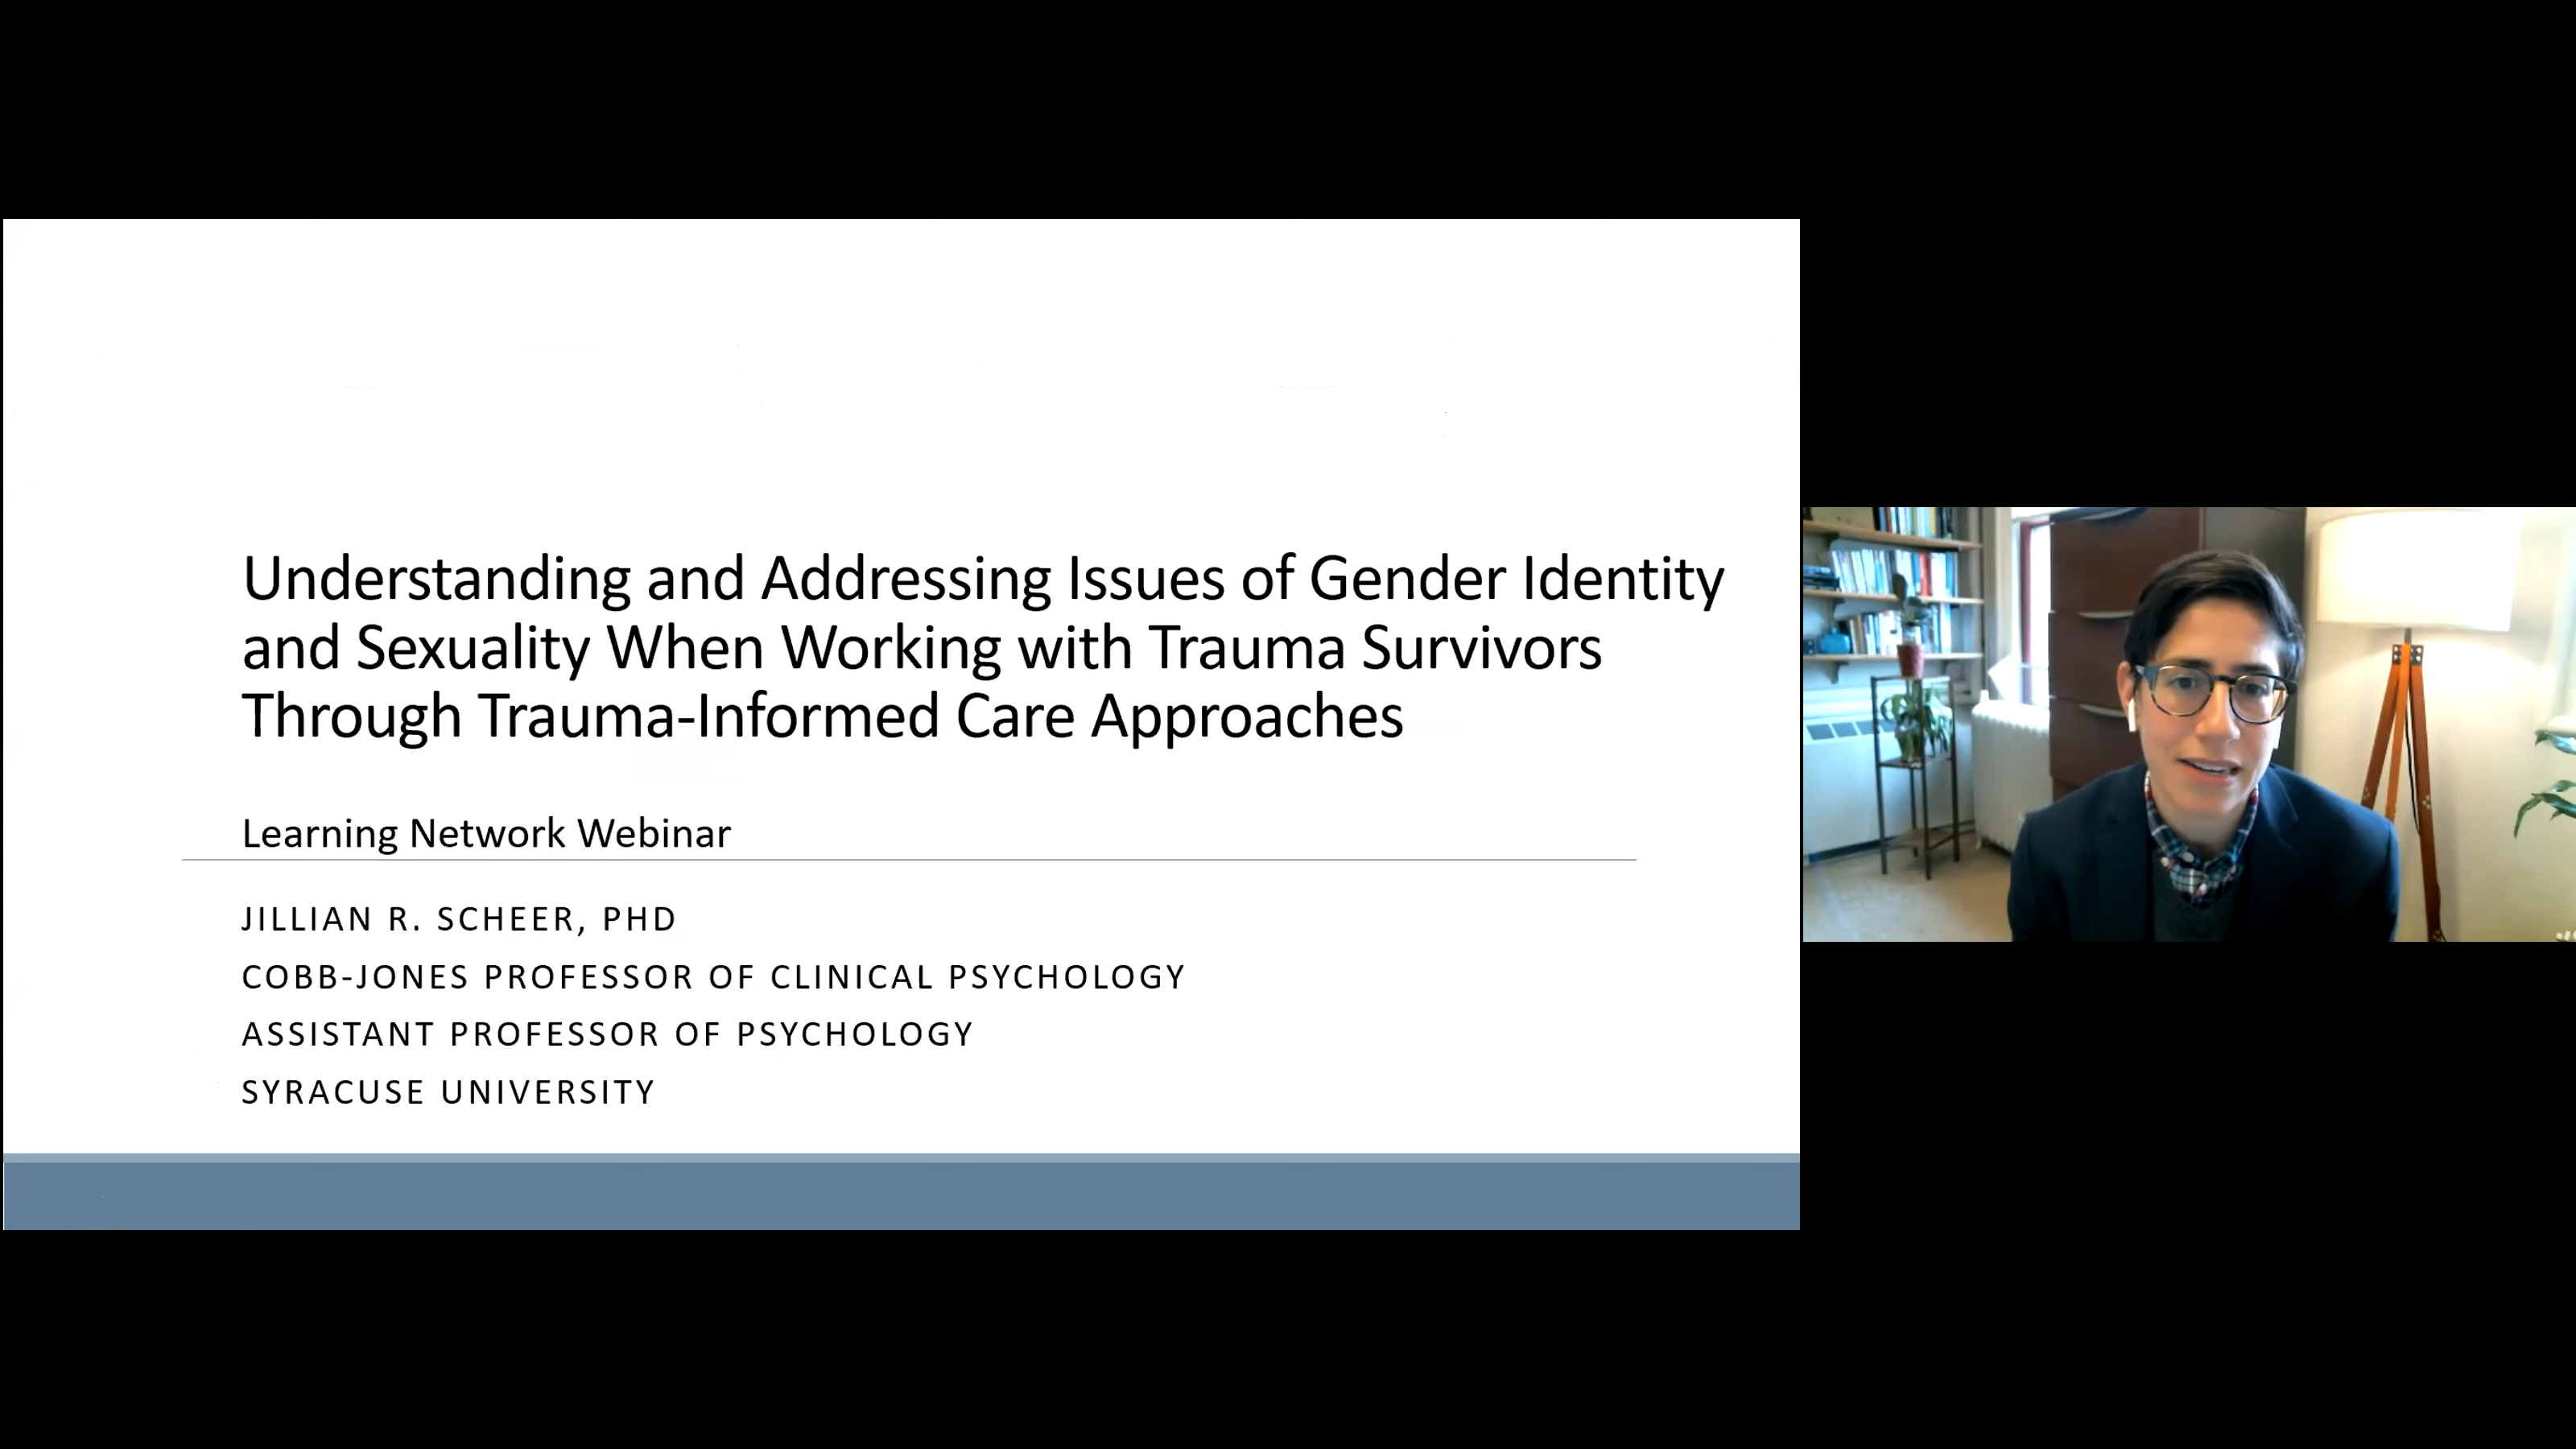 Understanding and Addressing Issues of Gender Identity
and Sexuality When Working with Trauma Survivors
Through Trauma-Informed Care Approaches
Learning Network Webinar
JILLIAN R. SCHEER, PHD
COBB-JONES PROFESSOR OF CLINICAL PSYCHOLOGY
ASSISTANT PROFESSOR OF PSYCHOLOGY
SYRACUSE UNIVERSITY